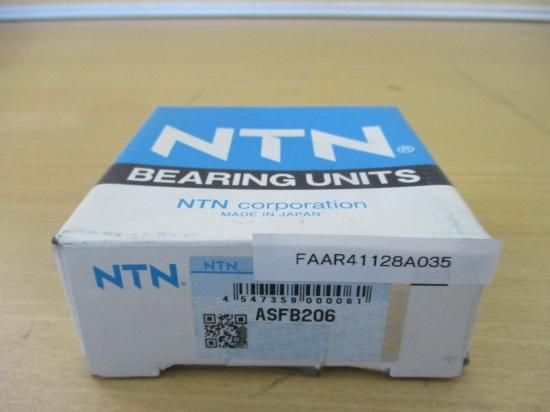 NTN®
BEARING UNITS
NTN corporation
MADE IN JAPAN
FAAR41128A035
NTN®
NTN
4 547359 000061
ASFB206